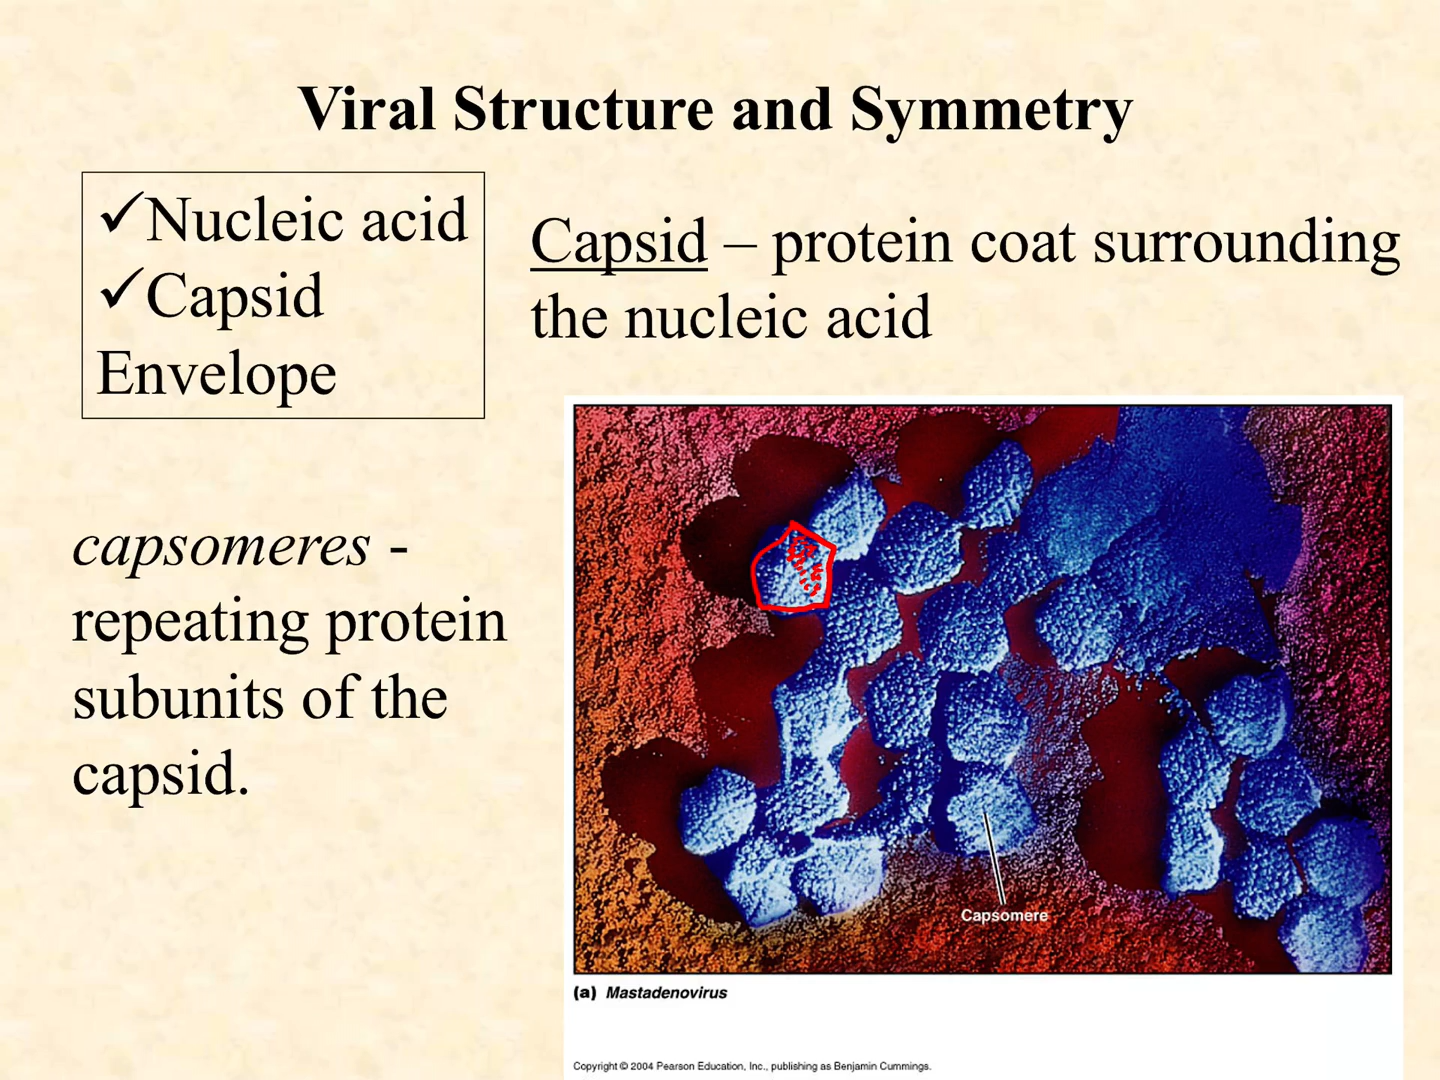 Viral Structure and Symmetry
✓Nucleic acid
✓Capsid
Envelope
Capsid – protein coat surrounding
the nucleic acid
capsomeres -
repeating protein
subunits of the
capsid.
Capsomere
(a) Mastadenovirus
Copyright © 2004 Pearson Education, Inc., publishing as Benjamin Cummings.